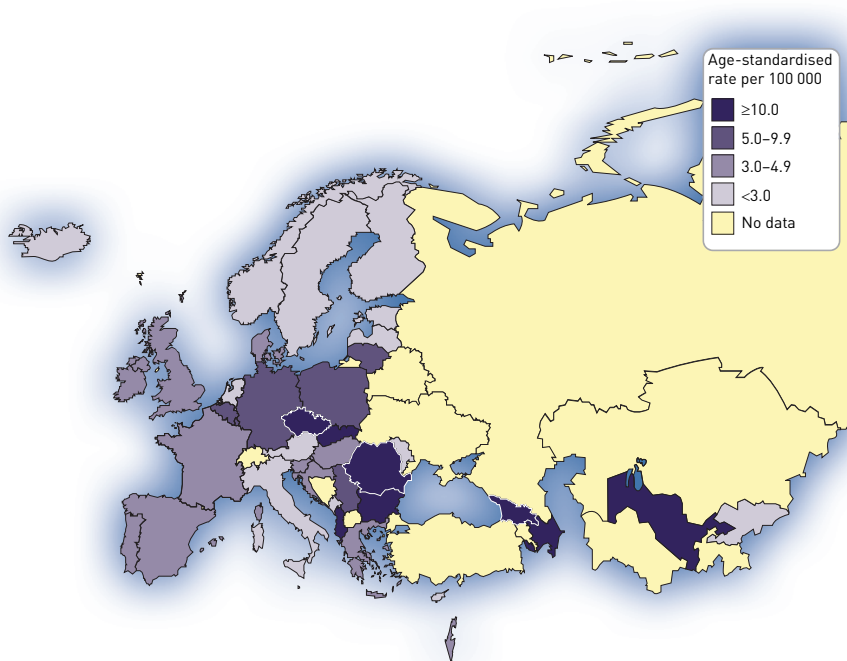 Age-standardised
rate per 100 000
≥10.0
5.0–9.9
3.0–4.9
<3.0
No data